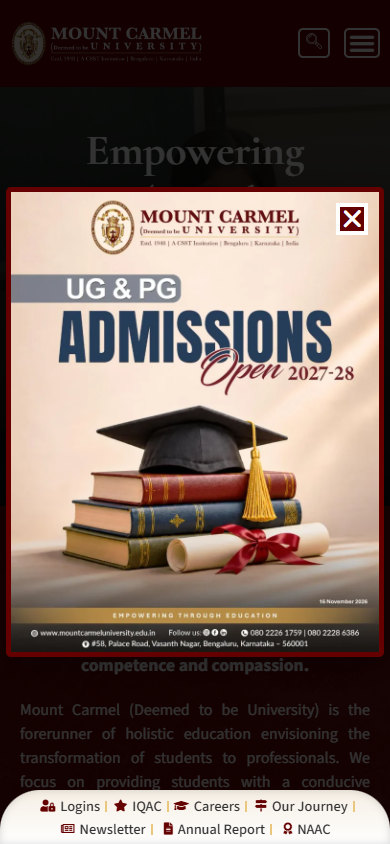 MOUNT CARMEL
(Deemed to be) UNIVERSITY
Estd. 1948 | A CSST Institution | Bengaluru | Karnataka | India
Empowering
MOUNT CARMEL
(Deemed to be) UNIVERSITY
Estd. 1948 | A CSST Institution | Bengaluru | Karnataka | India
UG & PG
ADMISSIONS
Open 2027-28
16 November 2026
EMPOWERING THROUGH EDUCATION
www.mountcarmeluniversity.edu.in Follow us: 080 2226 1759 | 080 2228 6386
#58, Palace Road, Vasanth Nagar, Bengaluru, Karnataka – 560001
competence and compassion.
Mount Carmel (Deemed to be University) is the
forerunner of holistic education envisioning the
transformation of students to professionals. We
focus on providing students with a conducive
Logins | IQAC | Careers | Our Journey |
Newsletter | Annual Report | NAAC